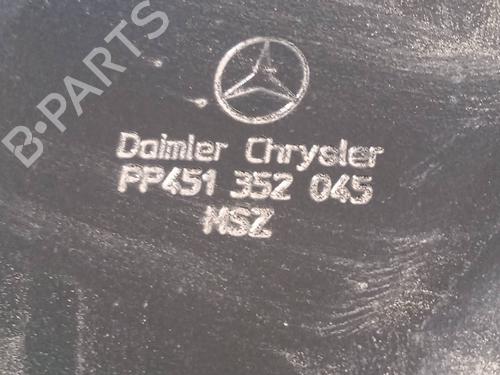 B-PARTS
Daimler Chrysler
PP451 352 045
MSZ